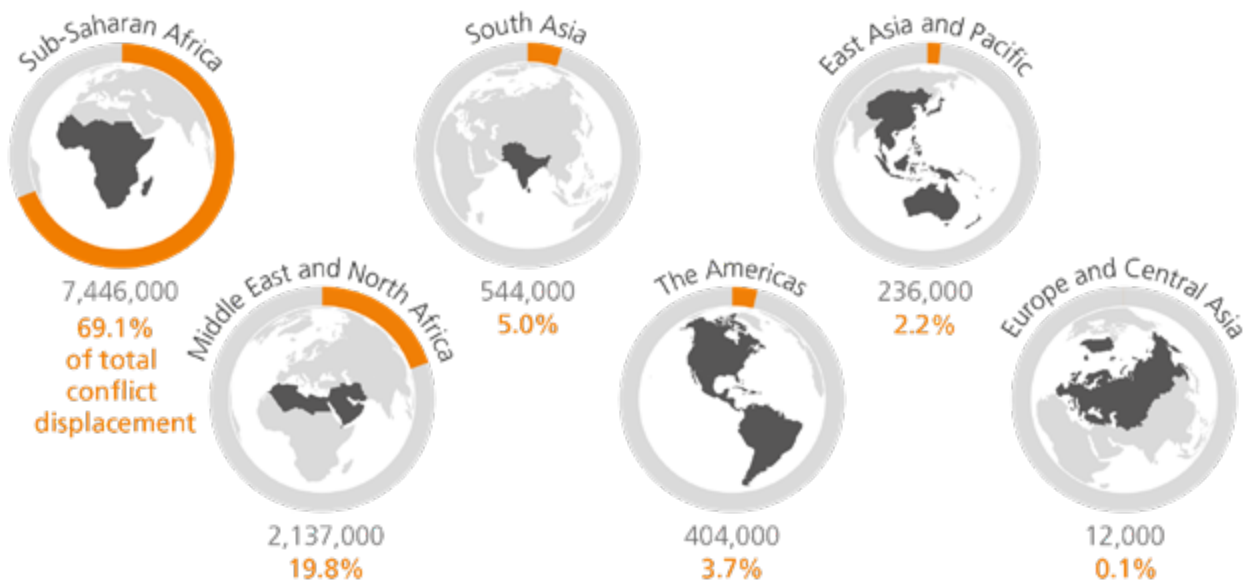 Sub-Saharan Africa
7,446,000
69.1%
of total
conflict
displacement
Middle East and North Africa
2,137,000
19.8%
South Asia
544,000
5.0%
The Americas
404,000
3.7%
East Asia and Pacific
236,000
2.2%
Europe and Central Asia
12,000
0.1%